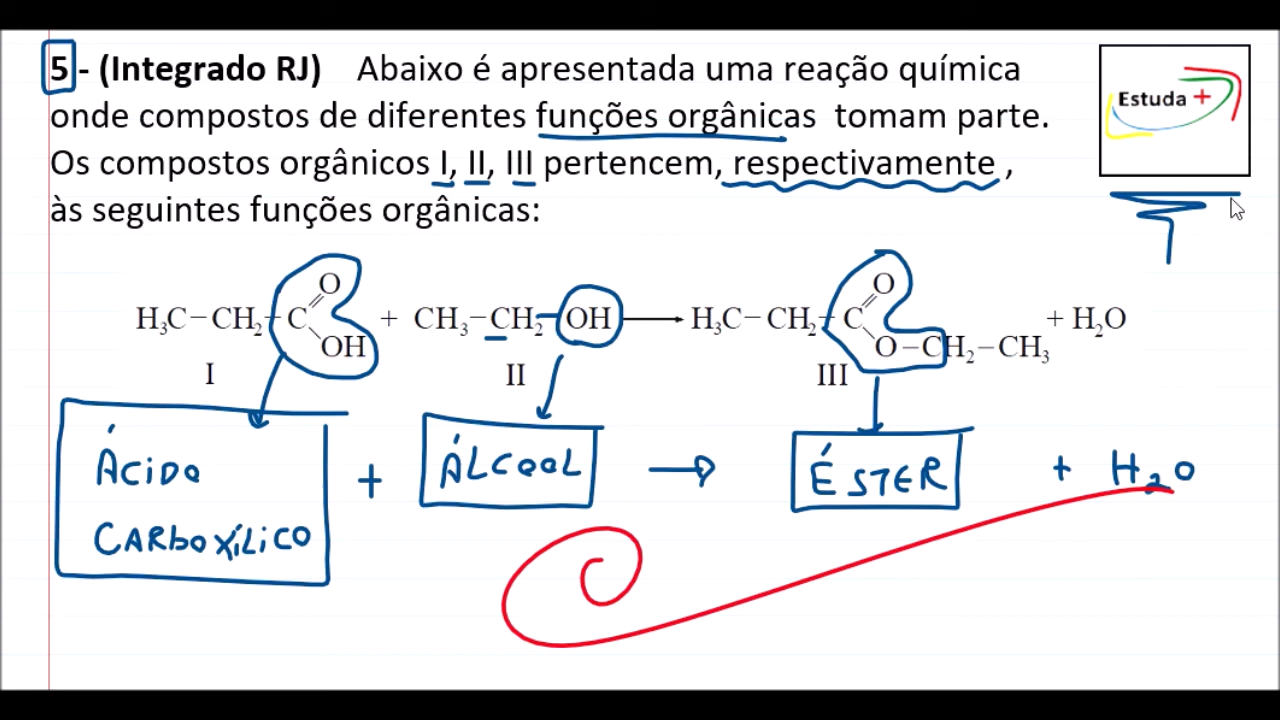 5 - (Integrado RJ) Abaixo é apresentada uma reação química
onde compostos de diferentes funções orgânicas tomam parte.
Os compostos orgânicos I, II, III pertencem, respectivamente ,
às seguintes funções orgânicas:
Estuda +
O O
H₃C–CH₂–C + CH₃–CH₂–OH ⟶ H₃C–CH₂–C + H₂O
OH O–CH₂–CH₃
I II III
ÁCIDO + ÁLCOOL → ÉSTER + H₂O
CARBOXÍLICO